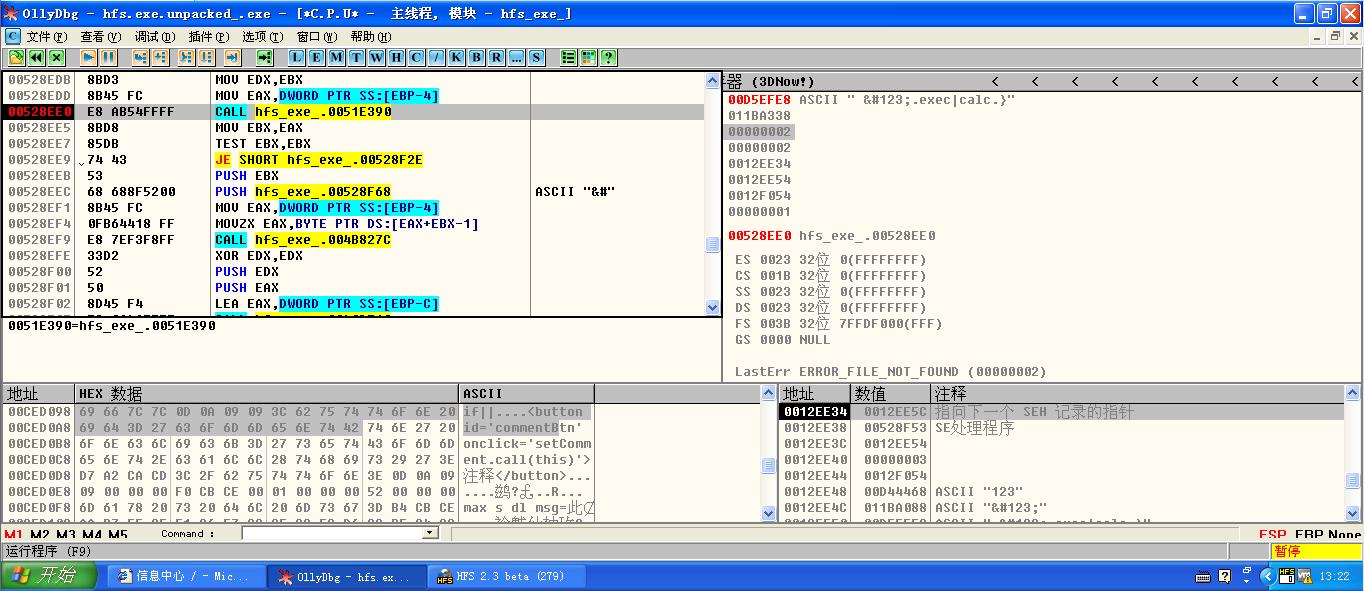 OllyDbg - hfs.exe.unpacked_.exe - [*C.P.U* - 主线程, 模块 - hfs_exe_]
C 文件(F) 查看(V) 调试(D) 插件(P) 选项(T) 窗口(W) 帮助(H)
L E M T W H C / K B R ... S ?
00528EDB 8BD3 MOV EDX,EBX
00528EDD 8B45 FC MOV EAX,DWORD PTR SS:[EBP-4]
00528EE0 E8 AB54FFFF CALL hfs_exe_.0051E390
00528EE5 8BD8 MOV EBX,EAX
00528EE7 85DB TEST EBX,EBX
00528EE9 74 43 JE SHORT hfs_exe_.00528F2E
00528EEB 53 PUSH EBX
00528EEC 68 688F5200 PUSH hfs_exe_.00528F68 ASCII "&#"
00528EF1 8B45 FC MOV EAX,DWORD PTR SS:[EBP-4]
00528EF4 0FB64418 FF MOVZX EAX,BYTE PTR DS:[EAX+EBX-1]
00528EF9 E8 7EF3F8FF CALL hfs_exe_.004B827C
00528EFE 33D2 XOR EDX,EDX
00528F00 52 PUSH EDX
00528F01 50 PUSH EAX
00528F02 8D45 F4 LEA EAX,DWORD PTR SS:[EBP-C]
0051E390=hfs_exe_.0051E390
器 (3DNow!) < < < < < < < < < <
00D5EFE8 ASCII " &#123;.exec|calc.}"
011BA338
00000002
00000002
0012EE34
0012EE54
0012F054
00000001
00528EE0 hfs_exe_.00528EE0
ES 0023 32位 0(FFFFFFFF)
CS 001B 32位 0(FFFFFFFF)
SS 0023 32位 0(FFFFFFFF)
DS 0023 32位 0(FFFFFFFF)
FS 003B 32位 7FFDF000(FFF)
GS 0000 NULL
LastErr ERROR_FILE_NOT_FOUND (00000002)
地址 HEX 数据 ASCII
00CED098 69 66 7C 7C 0D 0A 09 09 3C 62 75 74 74 6F 6E 20 if||....<button
00CED0A8 69 64 3D 27 63 6F 6D 6D 65 6E 74 42 74 6E 27 20 id='commentBtn'
00CED0B8 6F 6E 63 6C 69 63 6B 3D 27 73 65 74 43 6F 6D 6D onclick='setComm
00CED0C8 65 6E 74 2E 63 61 6C 6C 28 74 68 69 73 29 27 3E ent.call(this)'>
00CED0D8 D7 A2 CA CD 3C 2F 62 75 74 74 6F 6E 3E 0D 0A 09 注释</button>...
00CED0E8 09 00 00 00 F0 CB CE 00 01 00 00 00 52 00 00 00
00CED0F8 6D 61 78 20 73 20 64 6C 20 6D 73 67 3D B4 CB CE max s dl msg=此
地址 数值 注释
0012EE34 0012EE5C 指向下一个 SEH 记录的指针
0012EE38 00528F53 SE处理程序
0012EE3C 0012EE54
0012EE40 00000003
0012EE44 0012F054
0012EE48 00D44468 ASCII "123"
0012EE4C 011BA088 ASCII "&#123;"
M1 M2 M3 M4 M5 Command : ESP EBP None
运行程序 (F9) 暂停
开始 信息中心 / - Mic... OllyDbg - hfs.ex... HFS 2.3 beta (279) 13:22